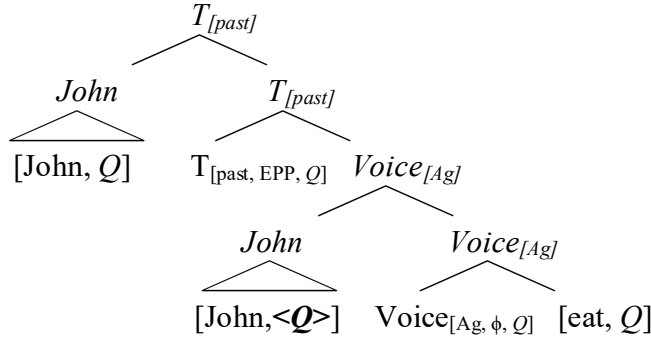 T[past]
John T[past]
[John, Q] T[past, EPP, Q] Voice[Ag]
John Voice[Ag]
[John,<Q>] Voice[Ag, ϕ, Q] [eat, Q]